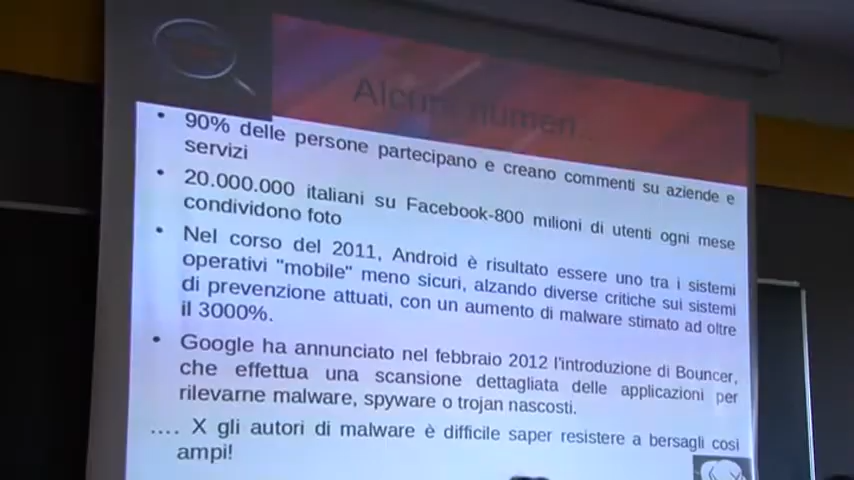 Alcuni numeri...
• 90% delle persone partecipano e creano commenti su aziende e
servizi
• 20.000.000 italiani su Facebook-800 milioni di utenti ogni mese
condividono foto
• Nel corso del 2011, Android è risultato essere uno tra i sistemi
operativi "mobile" meno sicuri, alzando diverse critiche sui sistemi
di prevenzione attuati, con un aumento di malware stimato ad oltre
il 3000%.
• Google ha annunciato nel febbraio 2012 l'introduzione di Bouncer,
che effettua una scansione dettagliata delle applicazioni per
rilevarne malware, spyware o trojan nascosti.
.... X gli autori di malware è difficile saper resistere a bersagli così
ampi!